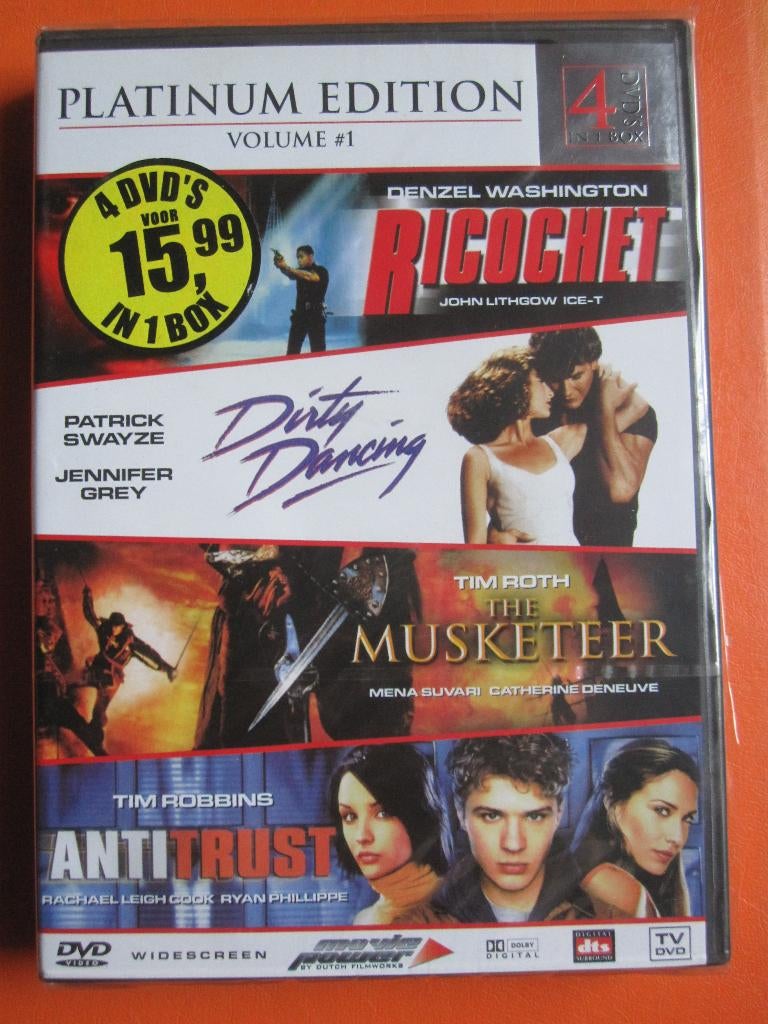 PLATINUM EDITION
VOLUME #1
4
DVD'S
IN 1 BOX
4 DVD'S
VOOR
15,99
IN 1 BOX
DENZEL WASHINGTON
RICOCHET
JOHN LITHGOW ICE-T
PATRICK
SWAYZE
JENNIFER
GREY
Dirty
Dancing
TIM ROTH
THE
MUSKETEER
MENA SUVARI CATHERINE DENEUVE
TIM ROBBINS
ANTITRUST
RACHAEL LEIGH COOK RYAN PHILLIPPE
DVD
VIDEO
WIDESCREEN
movie
power
BY DUTCH FILMWORKS
DOLBY
DIGITAL
DIGITAL
dts
SURROUND
TV
DVD